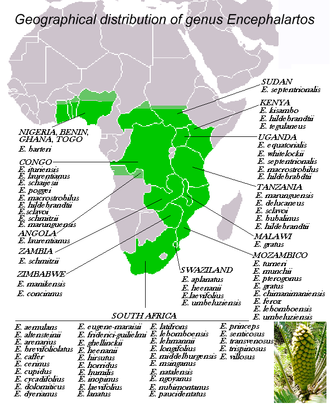 Geographical distribution of genus Encephalartos
SUDAN
E. septentrionalis
KENYA
E. kisambo
E. hildebrandtii
E. tegulaneus
UGANDA
E. equatorialis
E. whitelockii
E. septentrionalis
E. macrostrobilus
E. hildebrandtii
TANZANIA
E. marunguensis
E. delucanus
E. sclavoi
E. bubalinus
E. hildebrandtii
MALAWI
E. gratus
MOZAMBICO
E. turneri
E. munchii
E. pterogonus
E. gratus
E. chimanimaniensis
E. ferox
E. lebomboensis
E. umbeluziensis
NIGERIA, BENIN,
GHANA, TOGO
E. barteri
CONGO
E. ituriensis
E. laurentianus
E. schaijesii
E. poggei
E. macrostrobilus
E. hildebrandtii
E. sclavoi
E. schmitzii
E. marunguensis
ANGOLA
E. laurentianus
ZAMBIA
E. schmitzii
ZIMBABWE
E. manikensis
E. concinnus
SWAZILAND
E. aplanatus
E. heenanii
E. laevifolius
E. umbeluziensis
SOUTH AFRICA
E. aemulans
E. altensteinii
E. arenarius
E. brevifoliolatus
E. caffer
E. cerinus
E. cupidus
E. cycadifolius
E. dolomiticus
E. dyerianus
E. eugene-maraisii
E. friderici-guilielmi
E. ghellinckii
E. heenanii
E. hirsutus
E. horridus
E. humilis
E. inopinus
E. laevifolius
E. lanatus
E. latifrons
E. lebomboensis
E. lehmannii
E. longifolius
E. middelburgensis
E. msinganus
E. natalensis
E. ngoyanus
E. nubimontanus
E. paucidentatus
E. princeps
E. senticosus
E. transvenosus
E. trispinosus
E. villosus